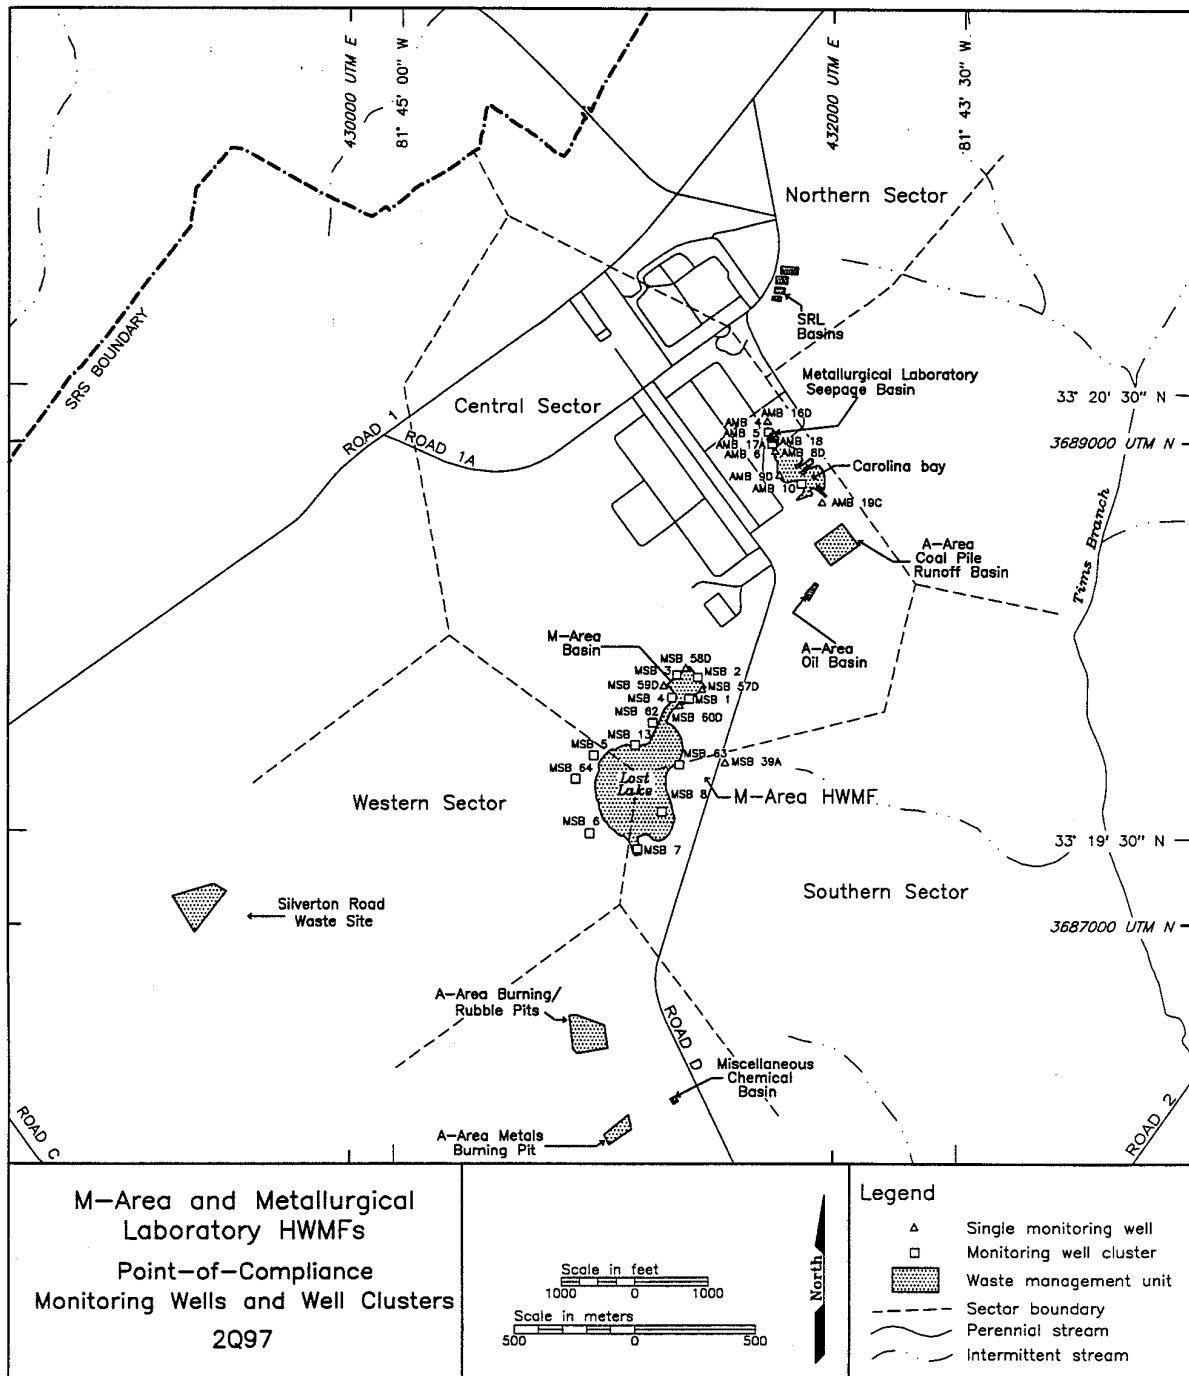 430000 UTM E
81° 45' 00" W
432000 UTM E
81° 43' 30" W
Northern Sector
SRS BOUNDARY
SRL
Basins
Metallurgical Laboratory
Seepage Basin
33° 20' 30" N
Central Sector
ROAD 1
ROAD 1A
AMB 16D
AMB 4
AMB 5
AMB 18
AMB 17A
AMB 6
AMB 8D
3689000 UTM N
Carolina bay
AMB 9D
AMB 10
AMB 19C
A-Area
Coal Pile
Runoff Basin
Tims Branch
M-Area
Basin
A-Area
Oil Basin
MSB 58D
MSB 3
MSB 2
MSB 59D
MSB 57D
MSB 4
MSB 1
MSB 62
MSB 60D
MSB 13
MSB 5
MSB 63
MSB 39A
MSB 64
Lost
Lake
Western Sector
MSB 8
M-Area HWMF
MSB 6
MSB 7
33° 19' 30" N
Southern Sector
Silverton Road
Waste Site
3687000 UTM N
A-Area Burning/
Rubble Pits
ROAD D
Miscellaneous
Chemical
Basin
ROAD C
A-Area Metals
Burning Pit
ROAD 2
M-Area and Metallurgical
Laboratory HWMFs
Point-of-Compliance
Monitoring Wells and Well Clusters
2Q97
Scale in feet
1000 0 1000
Scale in meters
500 0 500
North
Legend
Single monitoring well
Monitoring well cluster
Waste management unit
Sector boundary
Perennial stream
Intermittent stream